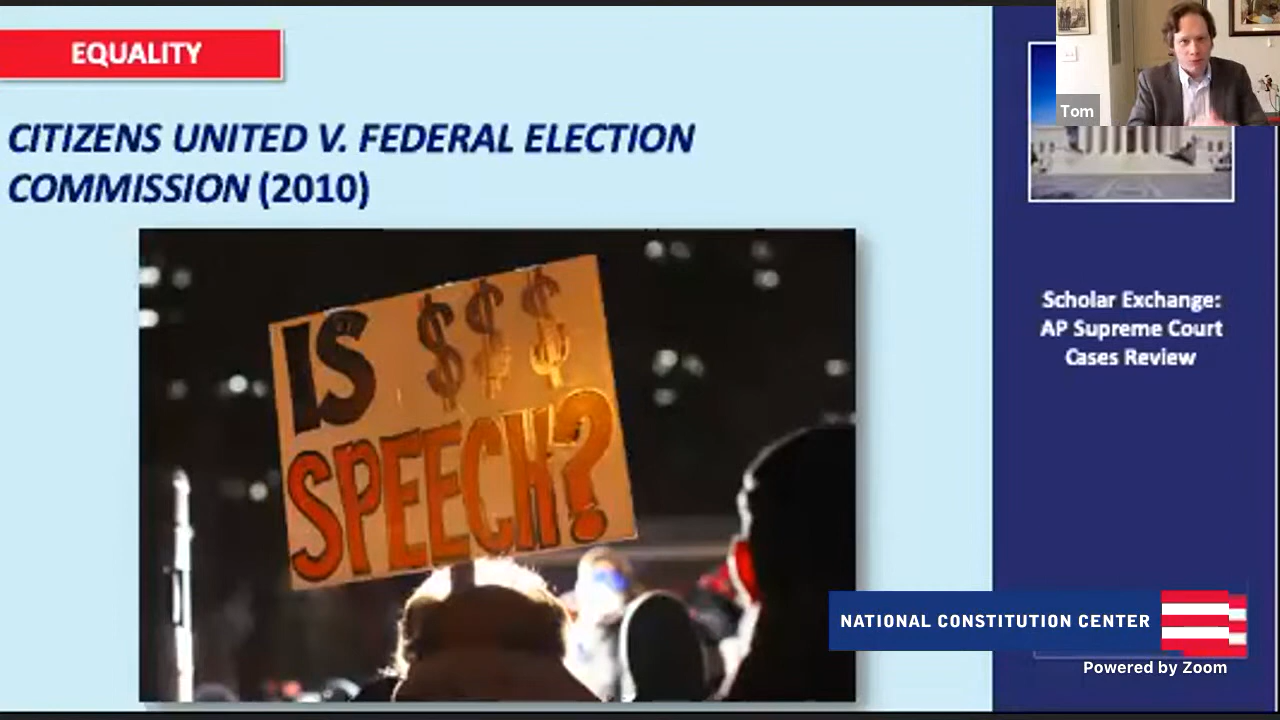 EQUALITY
CITIZENS UNITED V. FEDERAL ELECTION
COMMISSION (2010)
IS $$$
SPEECH?
Tom
Scholar Exchange:
AP Supreme Court
Cases Review
NATIONAL CONSTITUTION CENTER
Powered by Zoom